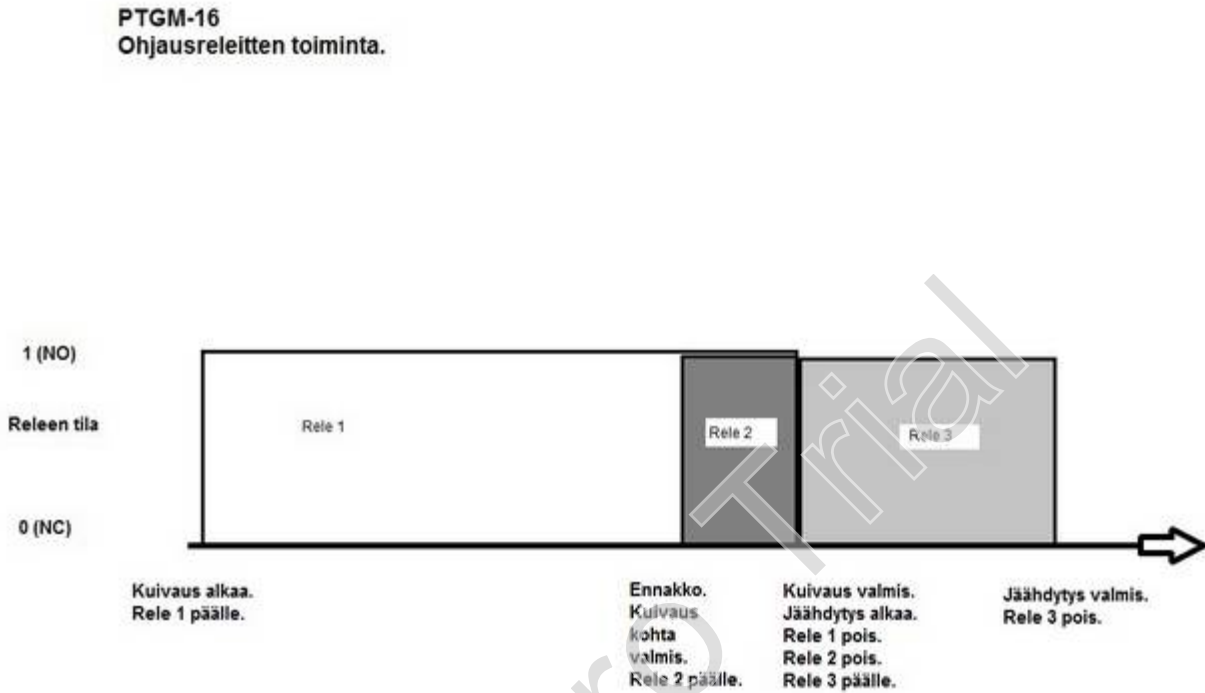 PTGM-16
Ohjausreleitten toiminta.
1 (NO)
Releen tila
0 (NC)
Rele 1
Rele 2
Rele 3
Kuivaus alkaa.
Rele 1 päälle.
Ennakko.
Kuivaus
kohta
valmis.
Rele 2 päälle.
Kuivaus valmis.
Jäähdytys alkaa.
Rele 1 pois.
Rele 2 pois.
Rele 3 päälle.
Jäähdytys valmis.
Rele 3 pois.
ro Trial